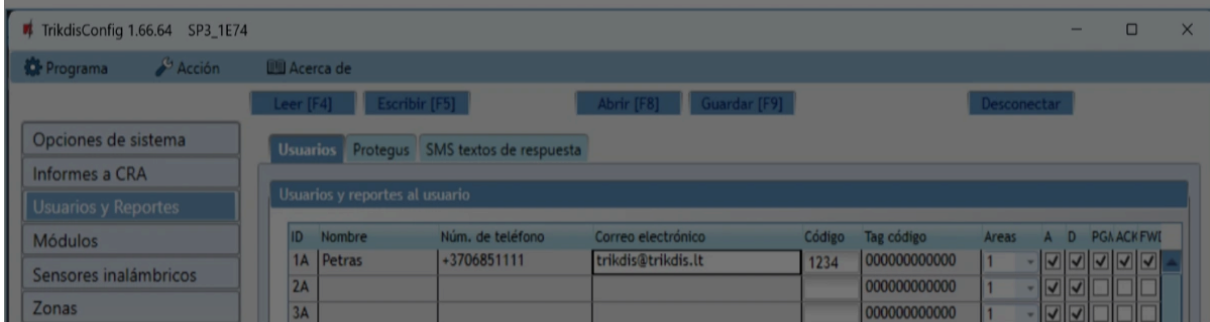 TrikdisConfig 1.66.64 SP3_1E74
Programa Acción Acerca de
Leer [F4] Escribir [F5] Abrir [F8] Guardar [F9] Desconectar
Opciones de sistema
Informes a CRA
Usuarios y Reportes
Módulos
Sensores inalámbricos
Zonas
Usuarios Protegus SMS textos de respuesta
Usuarios y reportes al usuario
ID Nombre Núm. de teléfono Correo electrónico Código Tag código Areas A D PGM ACK FWD
1A Petras +3706851111 trikdis@trikdis.lt 1234 000000000000 1
2A 000000000000 1
3A 000000000000 1